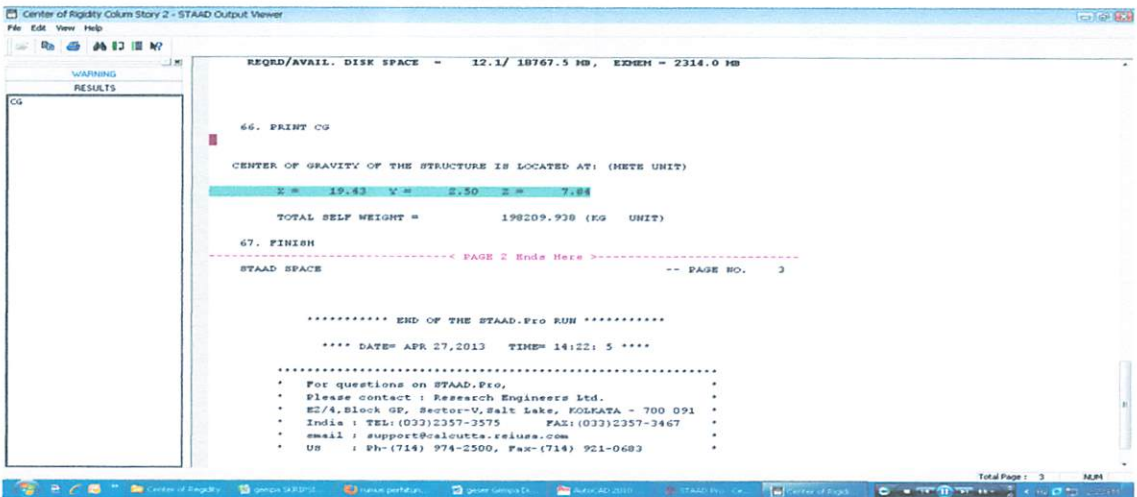 Center of Rigidity Colum Story 2 - STAAD Output Viewer
File Edit View Help
WARNING
RESULTS
CG
REQRD/AVAIL. DISK SPACE = 12.1/ 18767.5 MB, EXMEM = 2314.0 MB
66. PRINT CG
CENTER OF GRAVITY OF THE STRUCTURE IS LOCATED AT: (METE UNIT)
X = 19.43 Y = 2.50 Z = 7.84
TOTAL SELF WEIGHT = 198209.938 (KG UNIT)
67. FINISH
< PAGE 2 Ends Here >
STAAD SPACE -- PAGE NO. 3
*********** END OF THE STAAD.Pro RUN ***********
**** DATE= APR 27,2013 TIME= 14:22: 5 ****
* For questions on STAAD.Pro, *
* Please contact : Research Engineers Ltd. *
* E2/4,Block GP, Sector-V,Salt Lake, KOLKATA - 700 091 *
* India : TEL:(033)2357-3575 FAX:(033)2357-3467 *
* email : support@calcutta.reiusa.com *
* US : Ph-(714) 974-2500, Fax-(714) 921-0683 *
Total Page : 3 NUM
Center of Regidity
AutoCAD 2010
Center of Rigidi